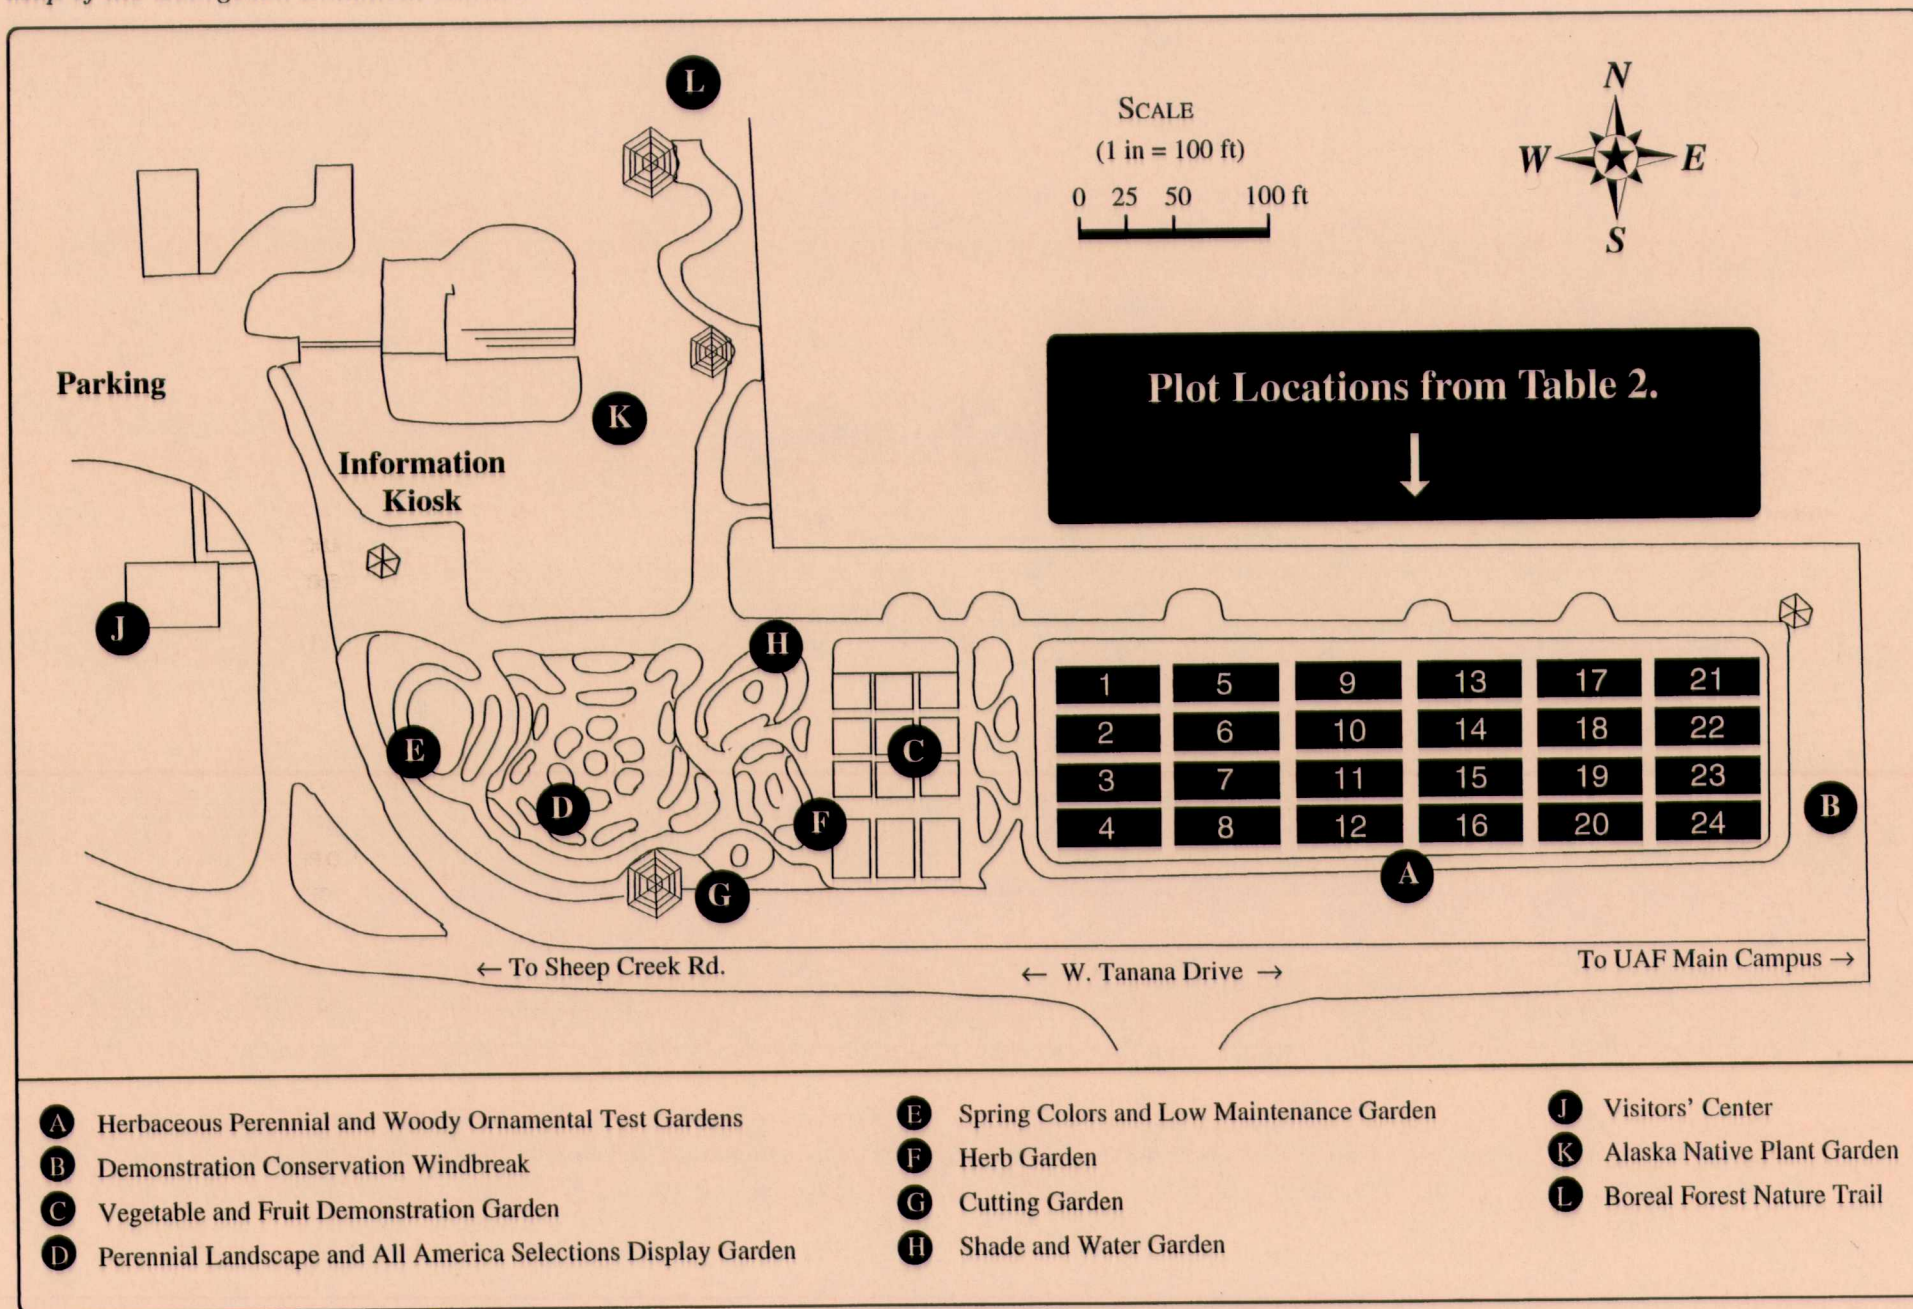 L
SCALE
(1 in = 100 ft)
0 25 50 100 ft
N
W E
S
Plot Locations from Table 2.
↓
Parking
K
Information
Kiosk
J
H
E
D
C
F
G
1 5 9 13 17 21
2 6 10 14 18 22
3 7 11 15 19 23
4 8 12 16 20 24
B
A
← To Sheep Creek Rd.
← W. Tanana Drive →
To UAF Main Campus →
A Herbaceous Perennial and Woody Ornamental Test Gardens
B Demonstration Conservation Windbreak
C Vegetable and Fruit Demonstration Garden
D Perennial Landscape and All America Selections Display Garden
E Spring Colors and Low Maintenance Garden
F Herb Garden
G Cutting Garden
H Shade and Water Garden
J Visitors' Center
K Alaska Native Plant Garden
L Boreal Forest Nature Trail